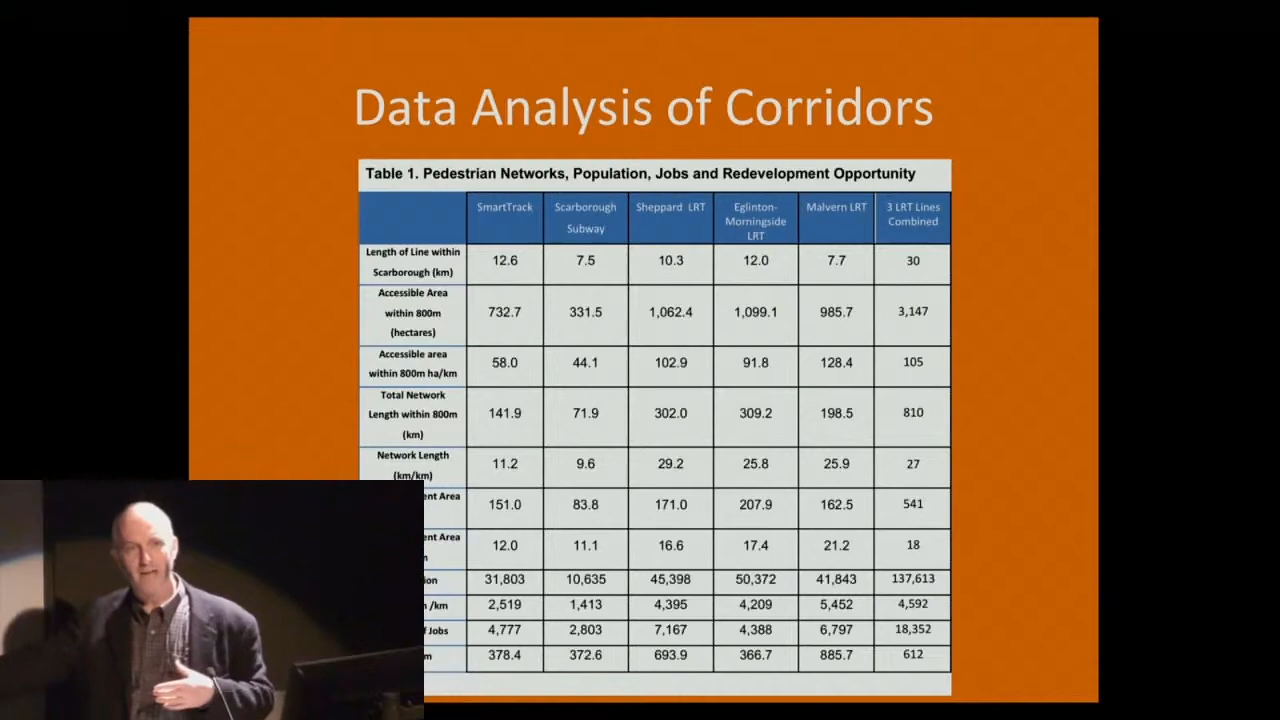 Data Analysis of Corridors
Table 1. Pedestrian Networks, Population, Jobs and Redevelopment Opportunity
SmartTrack Scarborough Subway Sheppard LRT Eglinton-Morningside LRT Malvern LRT 3 LRT Lines Combined
Length of Line within Scarborough (km) 12.6 7.5 10.3 12.0 7.7 30
Accessible Area within 800m (hectares) 732.7 331.5 1,062.4 1,099.1 985.7 3,147
Accessible area within 800m ha/km 58.0 44.1 102.9 91.8 128.4 105
Total Network Length within 800m (km) 141.9 71.9 302.0 309.2 198.5 810
Network Length (km/km) 11.2 9.6 29.2 25.8 25.9 27
Area 151.0 83.8 171.0 207.9 162.5 541
Area 12.0 11.1 16.6 17.4 21.2 18
31,803 10,635 45,398 50,372 41,843 137,613
/km 2,519 1,413 4,395 4,209 5,452 4,592
Jobs 4,777 2,803 7,167 4,388 6,797 18,352
378.4 372.6 693.9 366.7 885.7 612